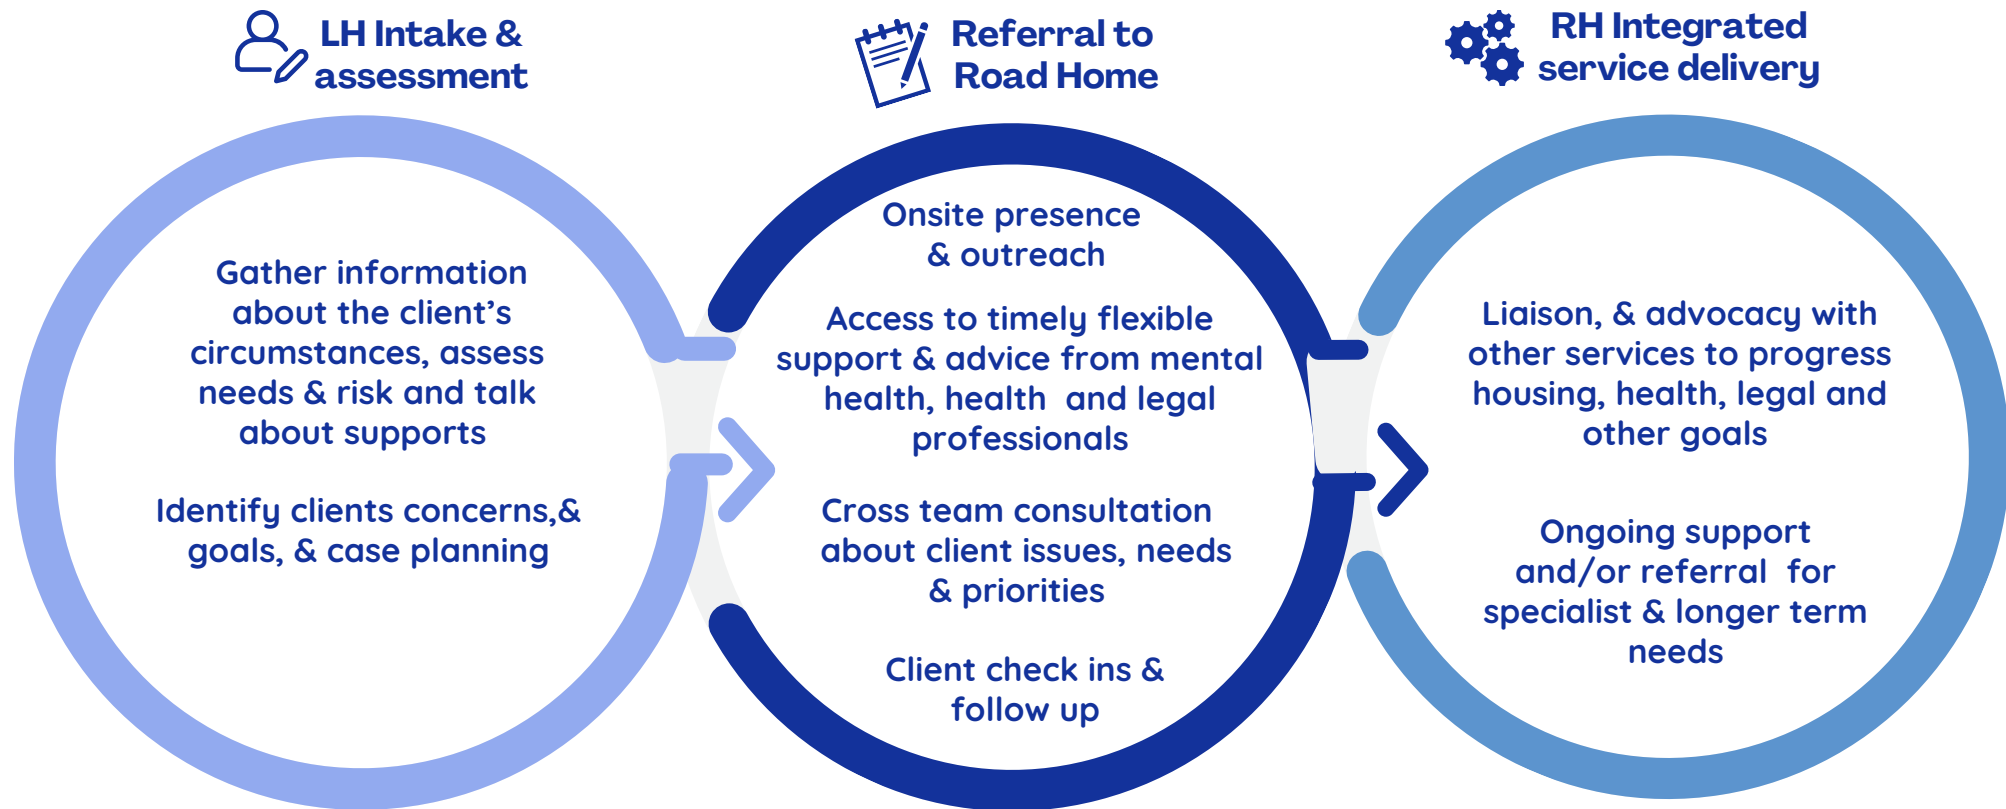 LH Intake &
assessment
Gather information
about the client’s
circumstances, assess
needs & risk and talk
about supports
Identify clients concerns,&
goals, & case planning
Referral to
Road Home
Onsite presence
& outreach
Access to timely flexible
support & advice from mental
health, health  and legal
professionals
Cross team consultation
about client issues, needs
& priorities
Client check ins &
follow up
RH Integrated
service delivery
Liaison, & advocacy with
other services to progress
housing, health, legal and
other goals
Ongoing support
and/or referral  for
specialist & longer term
needs